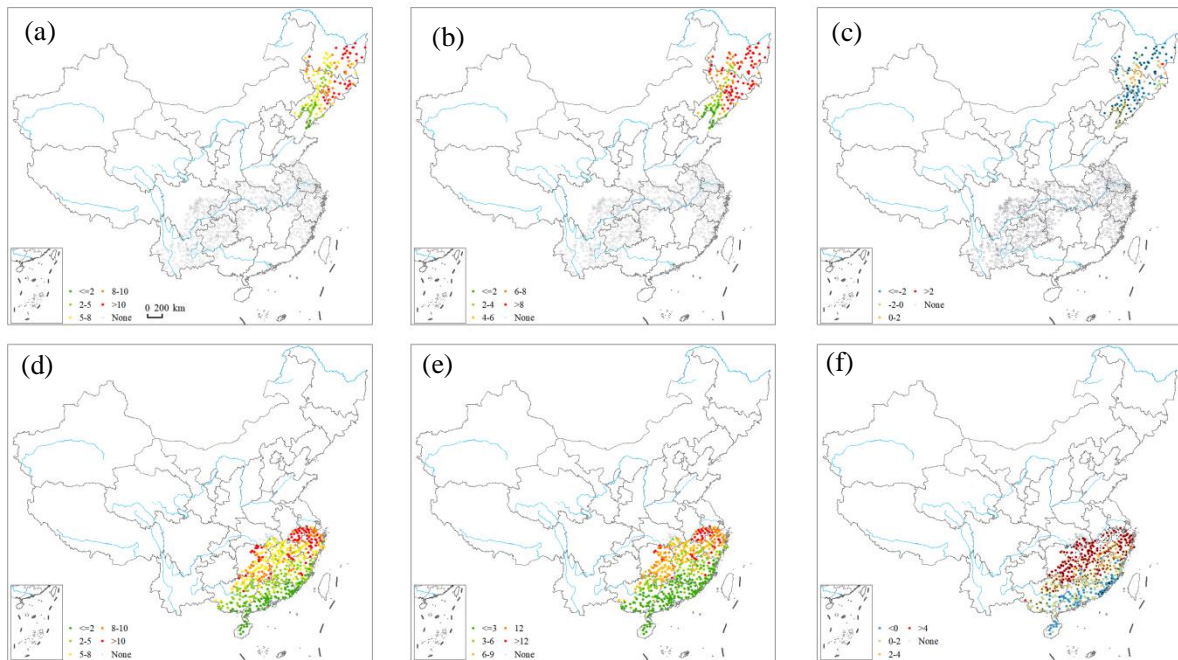 (a)
<=2 8-10
2-5 >10
5-8 None
0 200 km
(b)
<=2 6-8
2-4 >8
4-6 None
(c)
<=-2 >2
-2-0 None
0-2
(d)
<=2 8-10
2-5 >10
5-8 None
(e)
<=3 12
3-6 >12
6-9 None
(f)
<0 >4
0-2 None
2-4